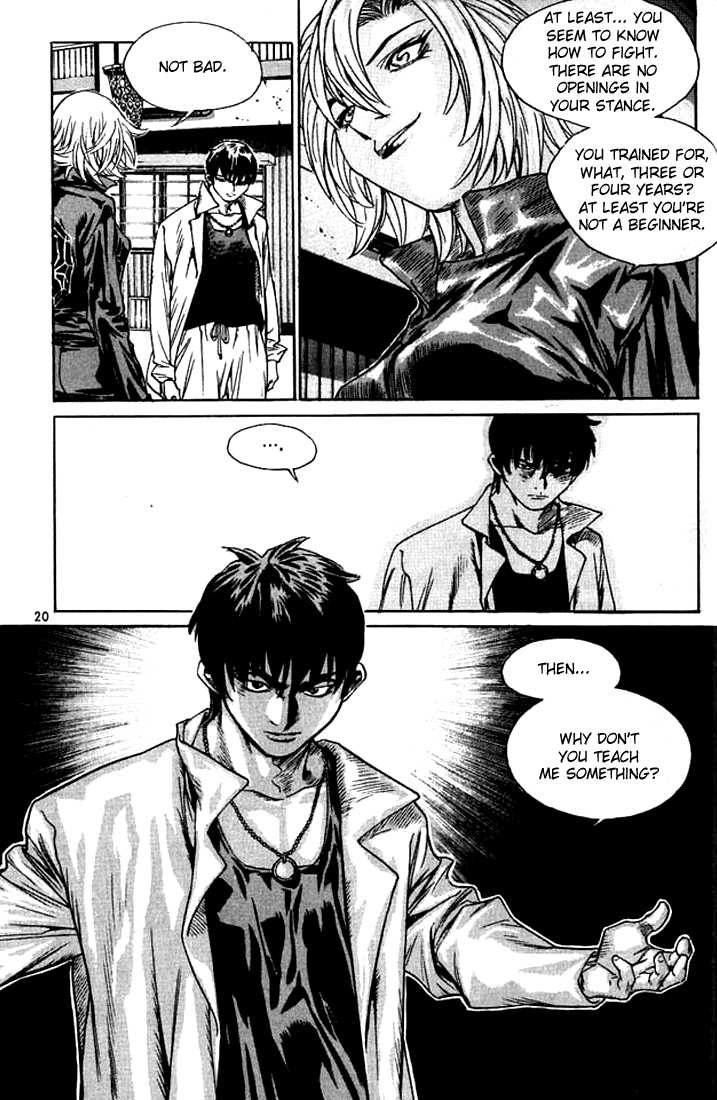 NOT BAD.
AT LEAST... YOU
SEEM TO KNOW
HOW TO FIGHT.
THERE ARE NO
OPENINGS IN
YOUR STANCE.
YOU TRAINED FOR,
WHAT, THREE OR
FOUR YEARS?
AT LEAST YOU'RE
NOT A BEGINNER.
....
20
THEN...
WHY DON'T
YOU TEACH
ME SOMETHING?